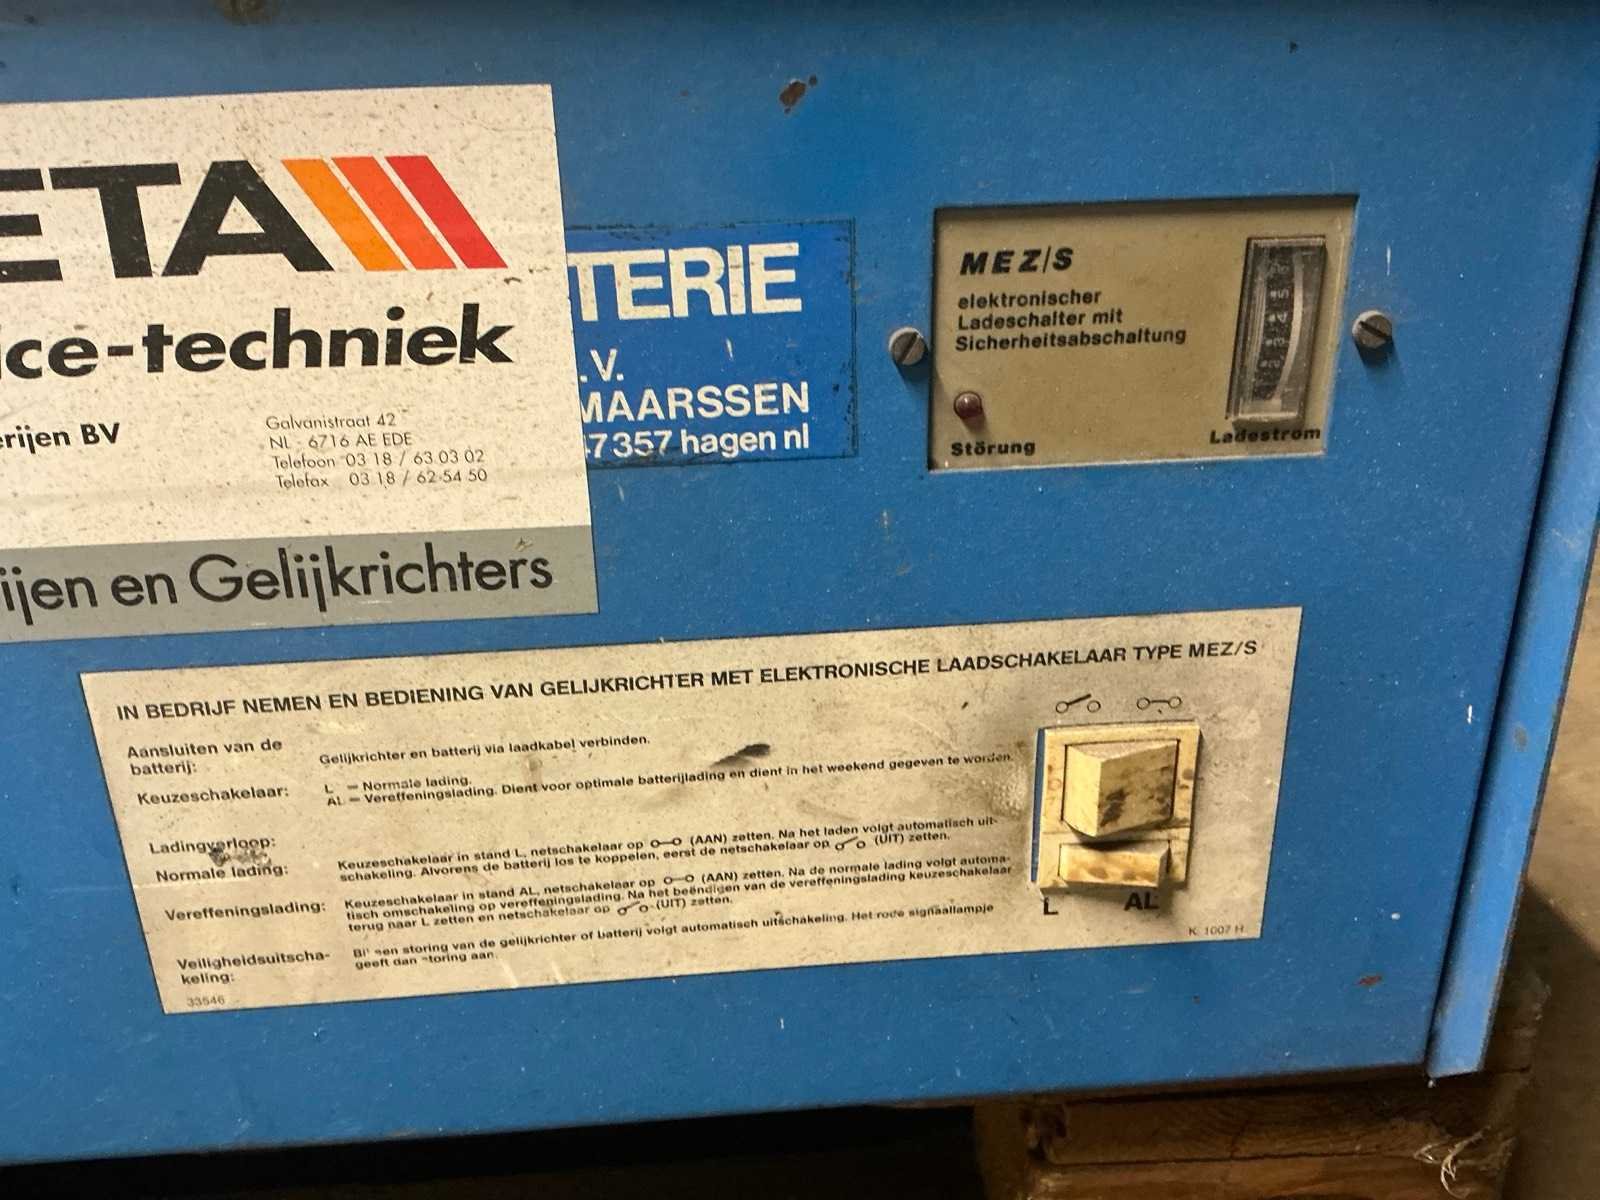 ETA
ice-techniek
erijen BV
Galvanistraat 42
NL - 6716 AE EDE
Telefoon 03 18 / 63 03 02
Telefax 03 18 / 62 54 50
ijen en Gelijkrichters
TERIE
.V.
MAARSSEN
47357 hagen nl
MEZ/S
elektronischer
Ladeschalter mit
Sicherheitsabschaltung
Störung
Ladestrom
IN BEDRIJF NEMEN EN BEDIENING VAN GELIJKRICHTER MET ELEKTRONISCHE LAADSCHAKELAAR TYPE MEZ/S
Aansluiten van de
batterij:
Gelijkrichter en batterij via laadkabel verbinden.
Keuzeschakelaar:
L = Normale lading.
AL = Vereffeningslading. Dient voor optimale batterijlading en dient in het weekend gegeven te worden.
Ladingverloop:
Normale lading:
Keuzeschakelaar in stand L, netschakelaar op (AAN) zetten. Na het laden volgt automatisch uit-
schakeling. Alvorens de batterij los te koppelen, eerst de netschakelaar op (UIT) zetten.
Vereffeningslading:
Keuzeschakelaar in stand AL, netschakelaar op (AAN) zetten. Na de normale lading volgt automa-
tisch omschakeling op vereffeningslading. Na het beëndigen van de vereffeningslading keuzeschakelaar
terug naar L zetten en netschakelaar op (UIT) zetten.
Veiligheidsuitscha-
keling:
Bij een storing van de gelijkrichter of batterij volgt automatisch uitschakeling. Het rode signaallampje
geeft dan storing aan.
33546
L
AL
K 1007 H